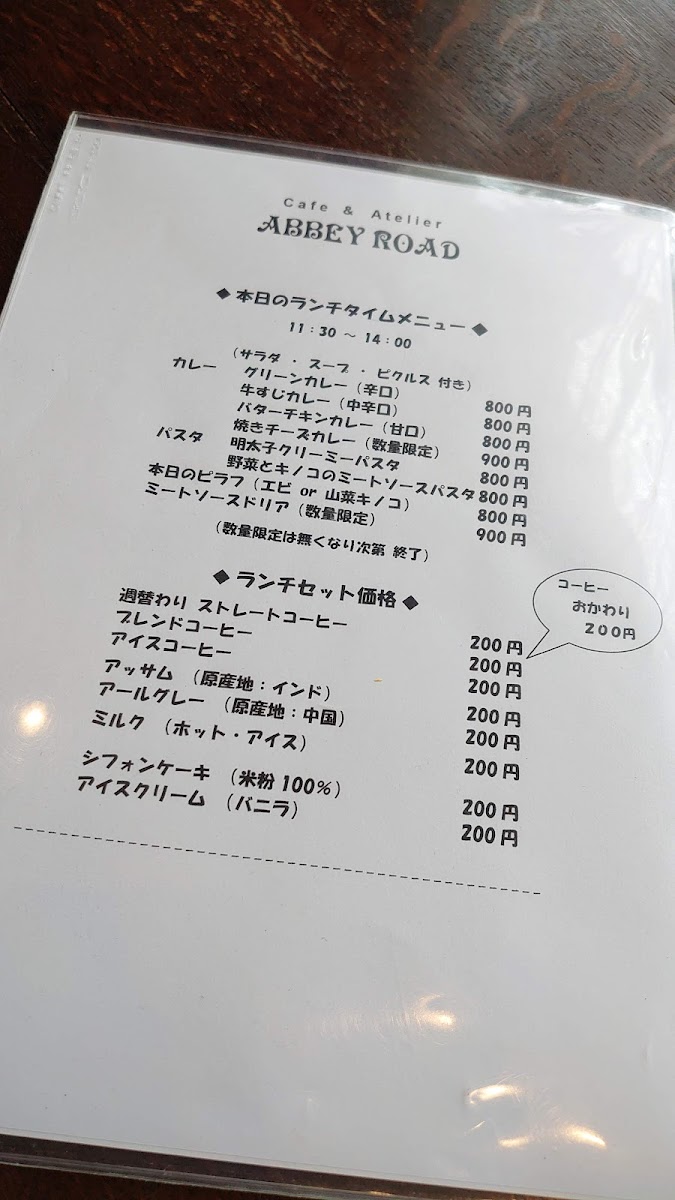 Cafe & Atelier
ABBEY ROAD
◆ 本日のランチタイムメニュー ◆
11:30 ～ 14:00
(サラダ ・ スープ ・ ピクルス 付き)
カレー グリーンカレー (辛口) 800円
牛すじカレー (中辛口) 800円
バターチキンカレー (甘口) 800円
焼きチーズカレー (数量限定) 900円
パスタ 明太子クリーミーパスタ 800円
野菜とキノコのミートソースパスタ 800円
本日のピラフ (エビ or 山菜キノコ) 800円
ミートソースドリア (数量限定) 900円
(数量限定は無くなり次第 終了)
◆ ランチセット価格 ◆
週替わり ストレートコーヒー 200円
ブレンドコーヒー 200円
アイスコーヒー 200円
コーヒー
おかわり
200円
アッサム (原産地:インド) 200円
アールグレー (原産地:中国) 200円
ミルク (ホット・アイス) 200円
シフォンケーキ (米粉100%) 200円
アイスクリーム (バニラ) 200円